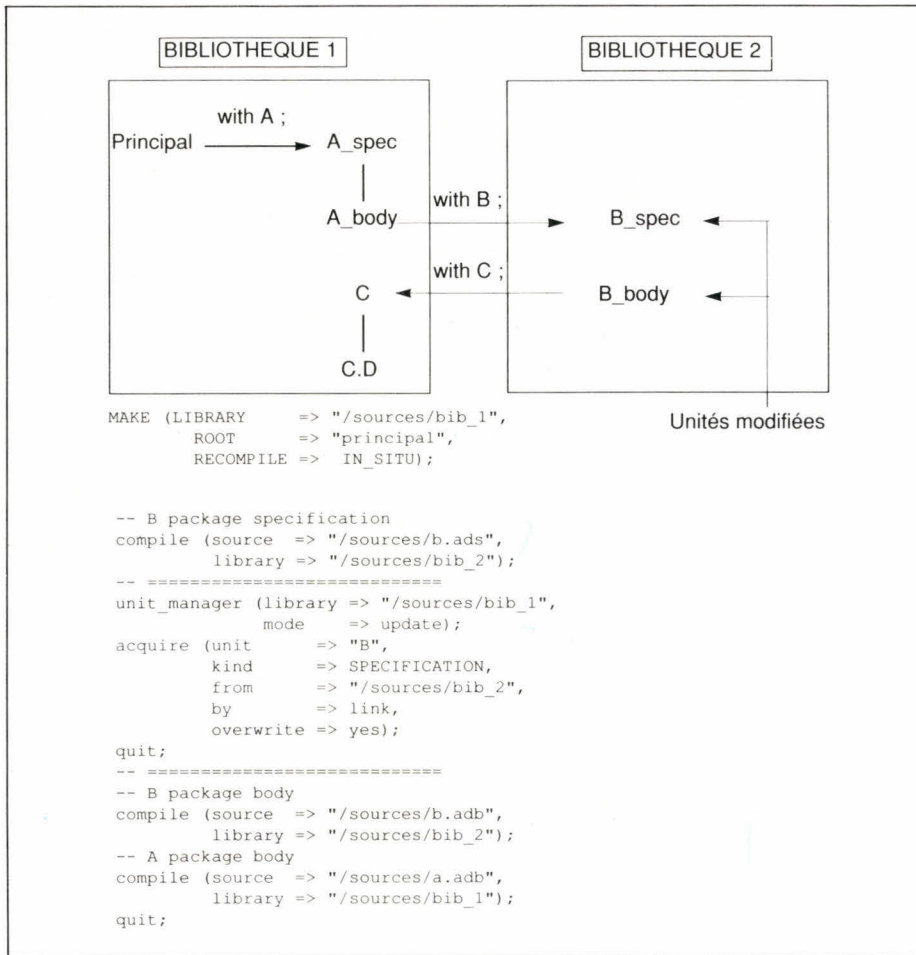 BIBLIOTHEQUE 1
BIBLIOTHEQUE 2
with A ;
Principal
A_spec
A_body
with B ;
B_spec
with C ;
C
B_body
C.D
Unités modifiées
MAKE (LIBRARY => "/sources/bib_1",
ROOT => "principal",
RECOMPILE => IN_SITU);
-- B package specification
compile (source => "/sources/b.ads",
library => "/sources/bib_2");
-- ============================
unit_manager (library => "/sources/bib_1",
mode => update);
acquire (unit => "B",
kind => SPECIFICATION,
from => "/sources/bib_2",
by => link,
overwrite => yes);
quit;
-- ============================
-- B package body
compile (source => "/sources/b.adb",
library => "/sources/bib_2");
-- A package body
compile (source => "/sources/a.adb",
library => "/sources/bib_1");
quit;